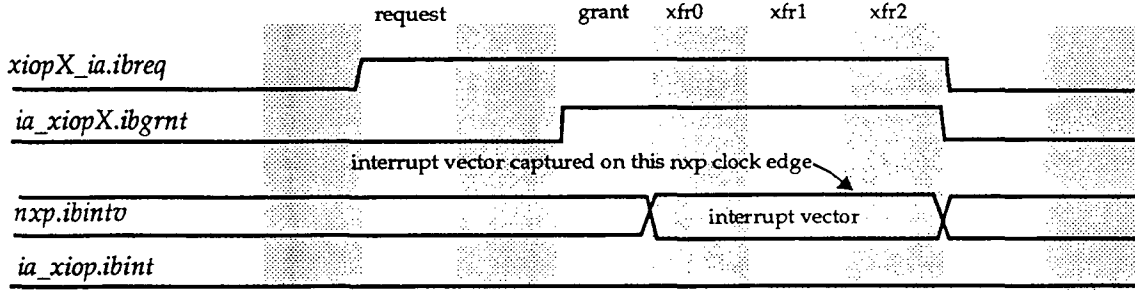 request grant xfr0 xfr1 xfr2
xiopX_ia.ibreq
ia_xiopX.ibgrnt
interrupt vector captured on this nxp clock edge
nxp.ibintv
interrupt vector
ia_xiop.ibint